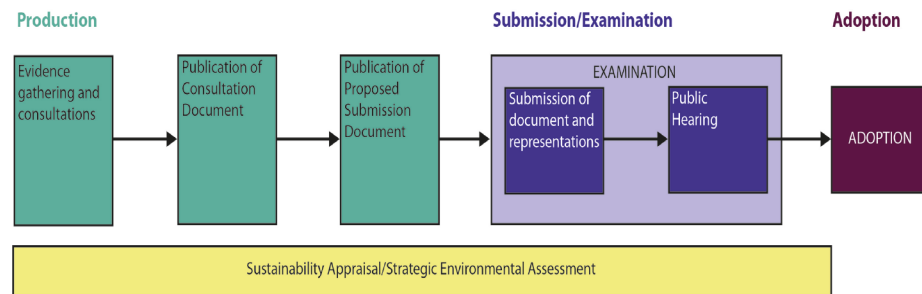 Production
Submission/Examination
Adoption
Evidence
gathering and
consultations
Publication of
Consultation
Document
Publication of
Proposed
Submission
Document
EXAMINATION
Submission of
document and
representations
Public
Hearing
ADOPTION
Sustainability Appraisal/Strategic Environmental Assessment